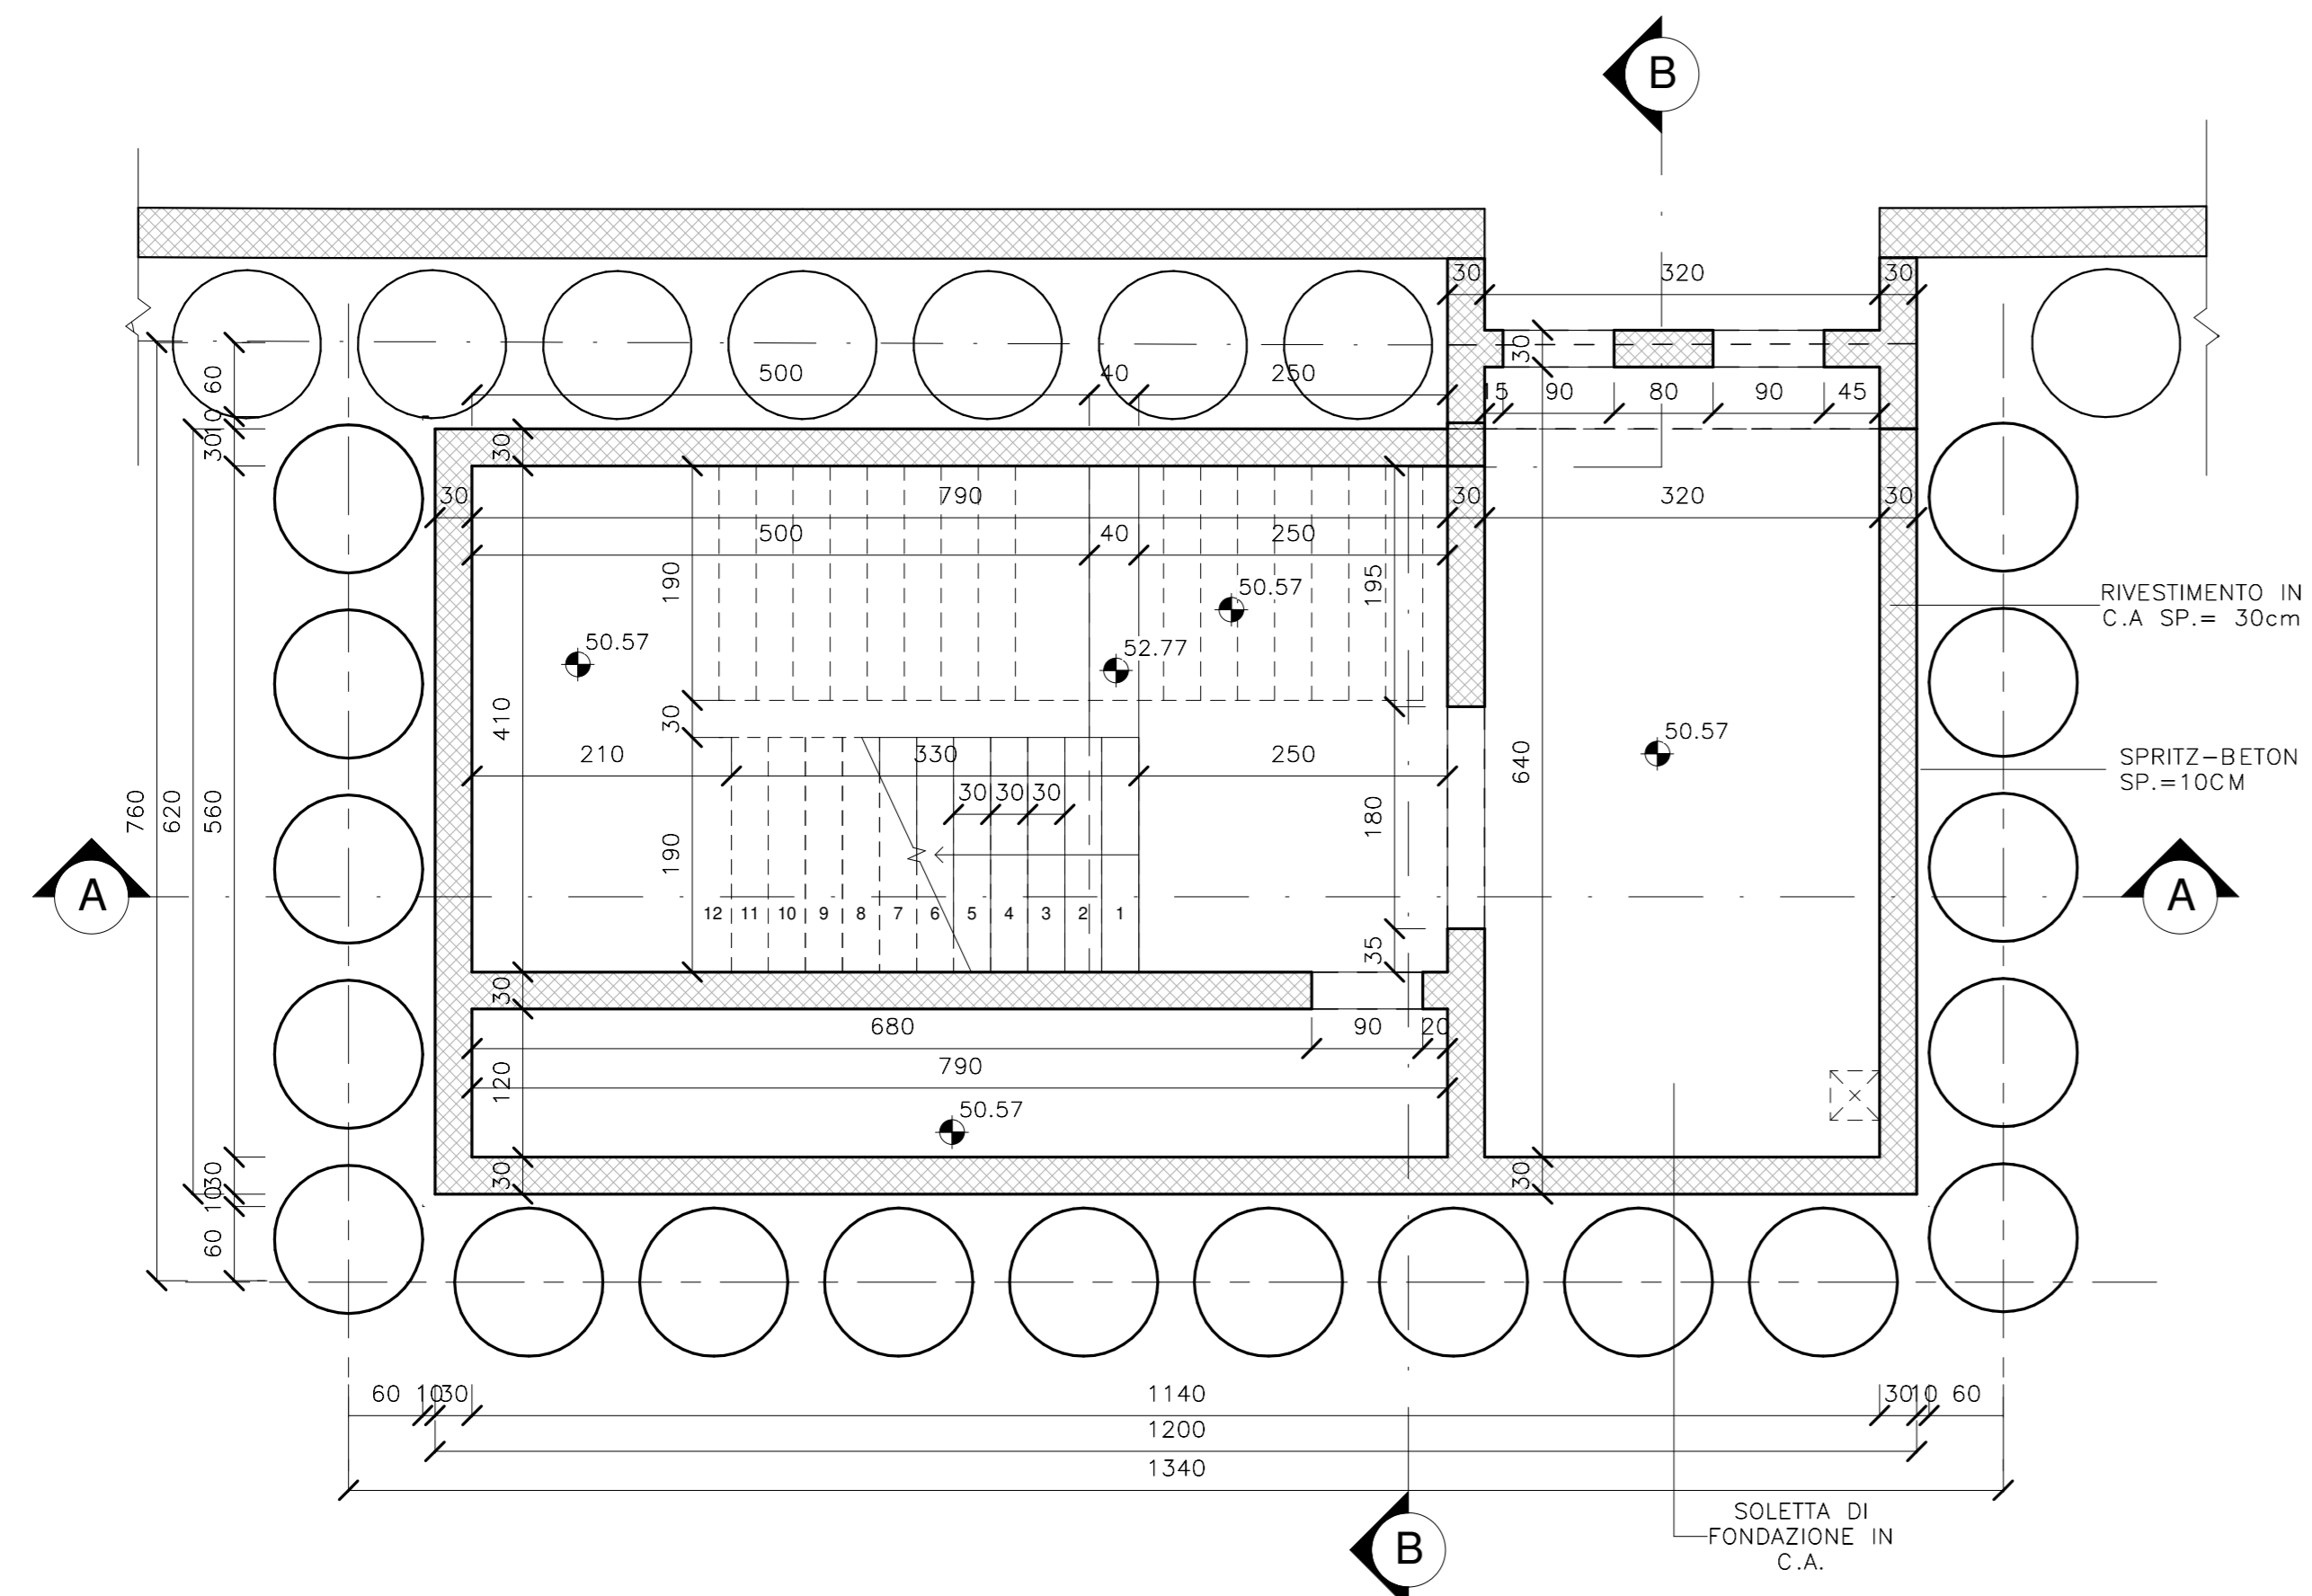 B
30 320 30
30
500 40 250
15 90 80 90 45
60
10
30
30
30 790 30 320 30
500 40 250
190
195
50.57
RIVESTIMENTO IN
C.A SP.= 30cm
50.57
52.77
30
410
50.57
210 330 250
640
SPRITZ-BETON
SP.=10CM
30 30 30
760
620
560
180
190
A
A
12 11 10 9 8 7 6 5 4 3 2 1
35
30
680 90 20
790
120
50.57
30
10
60
30
30
60 10 30 1140 30 10 60
1200
1340
SOLETTA DI
FONDAZIONE IN
C.A.
B